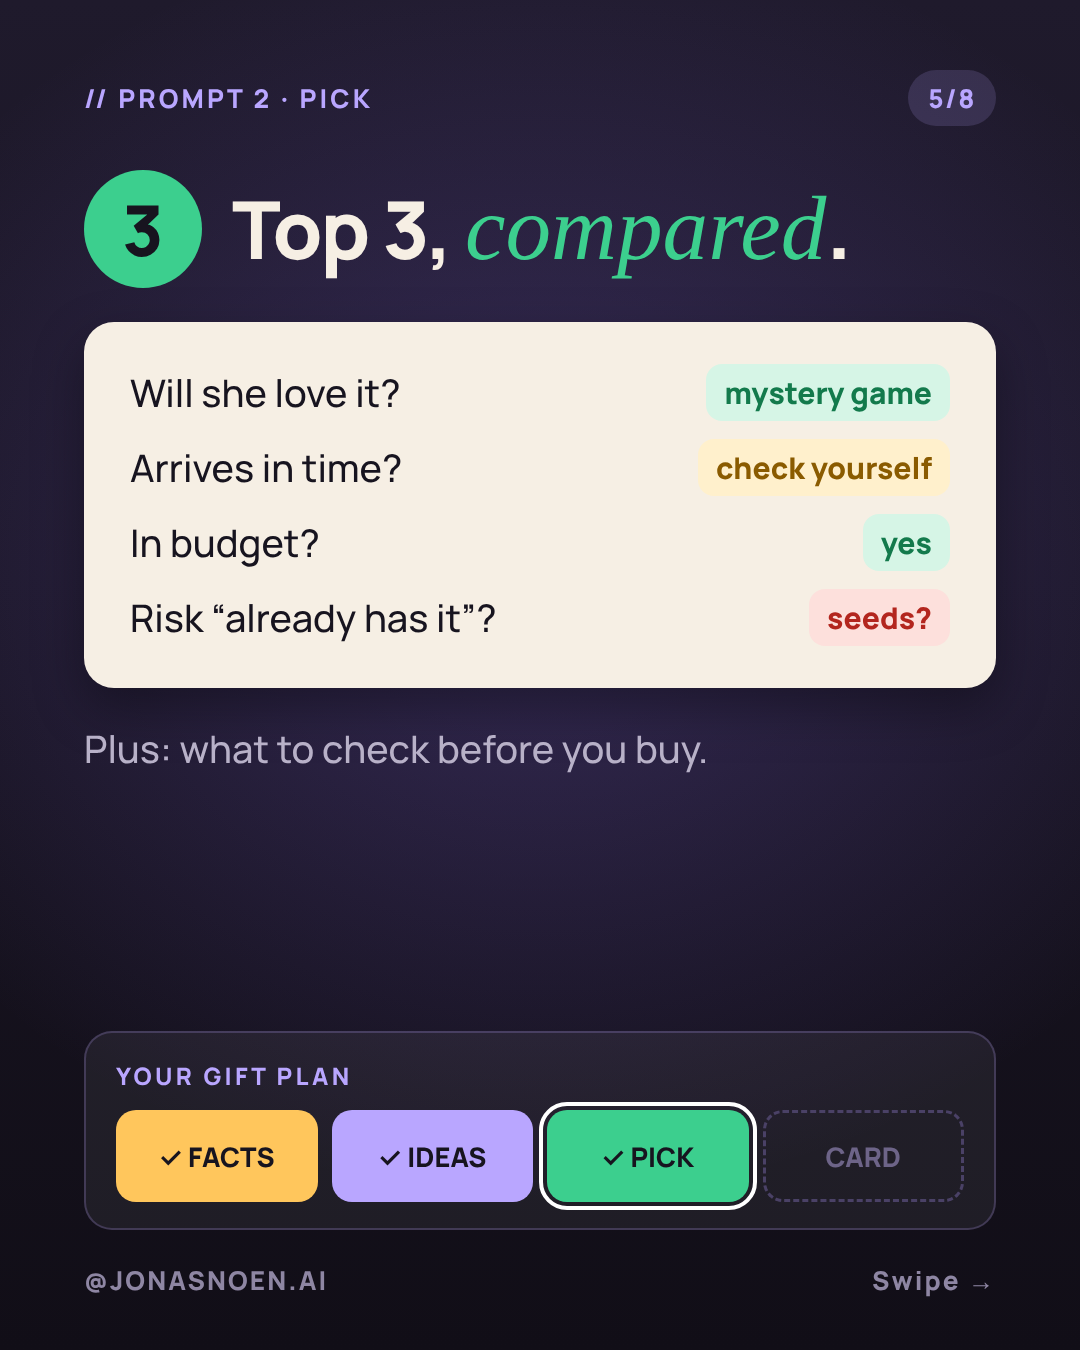 // PROMPT 2 · PICK
5/8
3
Top 3, compared.
Will she love it? mystery game
Arrives in time? check yourself
In budget? yes
Risk “already has it”? seeds?
Plus: what to check before you buy.
YOUR GIFT PLAN
✓ FACTS ✓ IDEAS ✓ PICK CARD
@JONASNOEN.AI
Swipe →